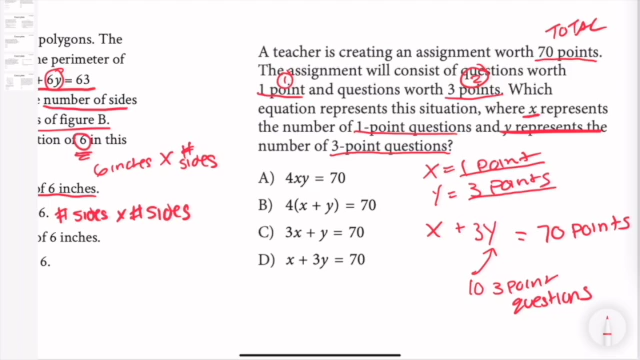 polygons. The
he perimeter of
+ 6y = 63
e number of sides
s of figure B.
tion of 6 in this
6 inches X # sides
of 6 inches.
6. # sides x # sides
of 6 inches.
6.
TOTAL
A teacher is creating an assignment worth 70 points.
The assignment will consist of questions worth
1 2
1 point and questions worth 3 points. Which
equation represents this situation, where x represents
the number of 1-point questions and y represents the
number of 3-point questions?
A) 4xy = 70
B) 4(x + y) = 70
C) 3x + y = 70
D) x + 3y = 70
X = 1 point
Y = 3 points
X + 3y = 70 points
10 3 point
questions